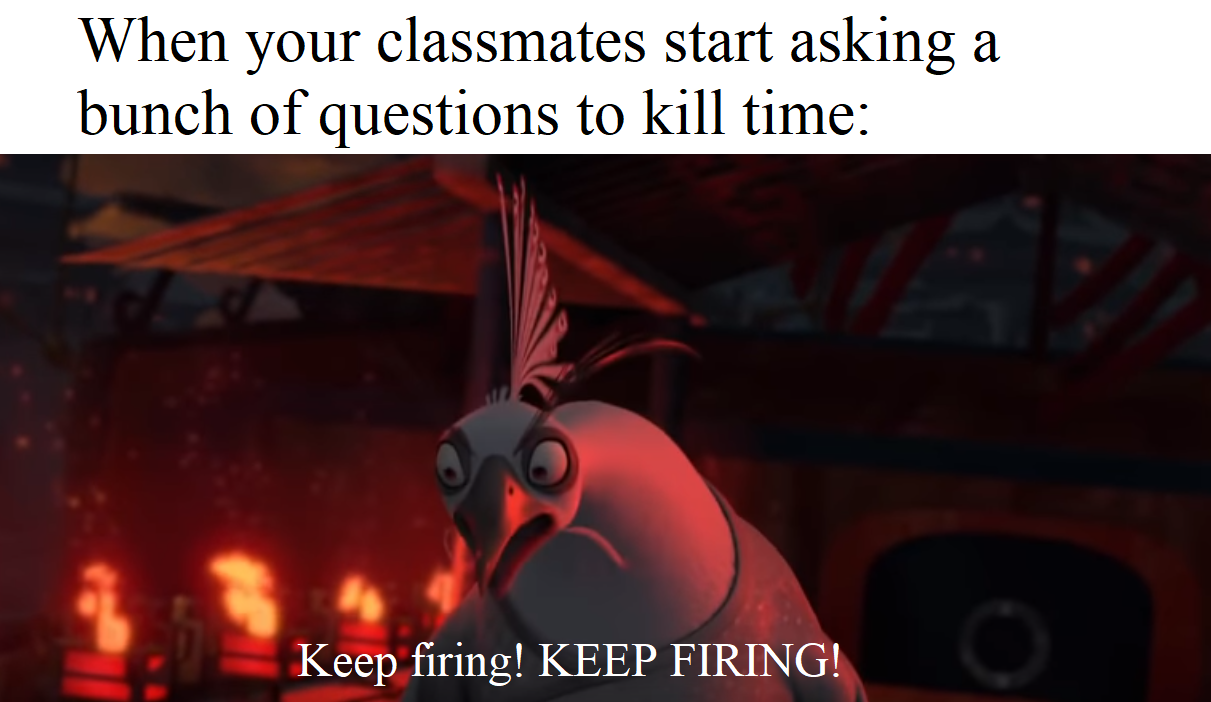 When your classmates start asking a
bunch of questions to kill time:
Keep firing! KEEP FIRING!